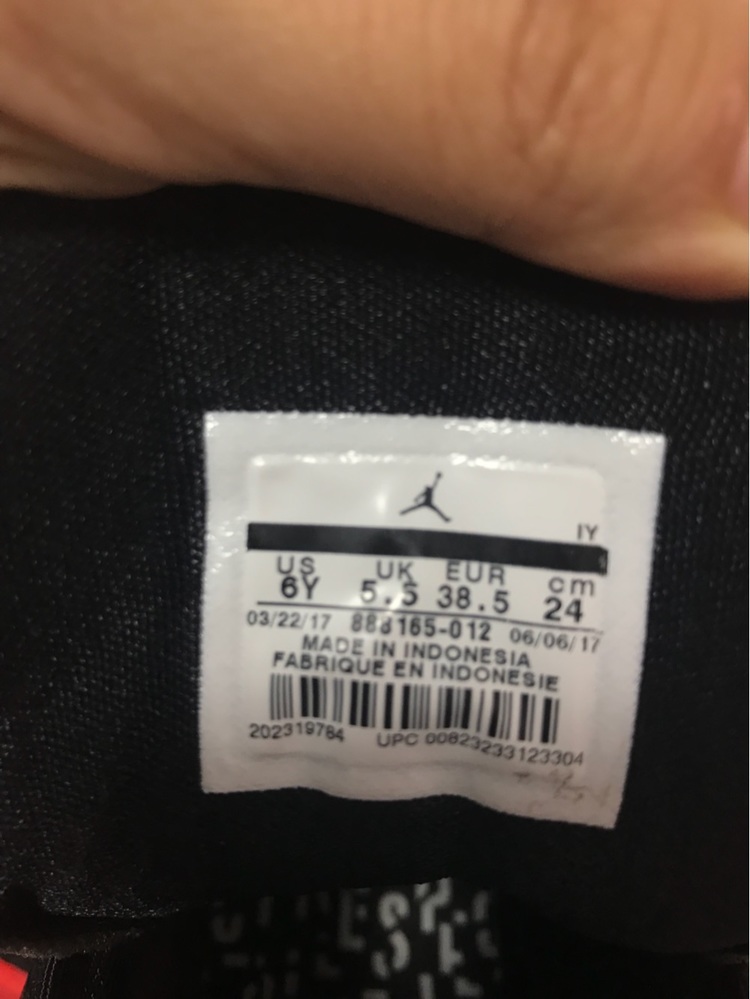 IY
US UK EUR cm
6Y 5.5 38.5 24
03/22/17 888165-012 06/06/17
MADE IN INDONESIA
FABRIQUE EN INDONESIE
202319784 UPC 00823233123304